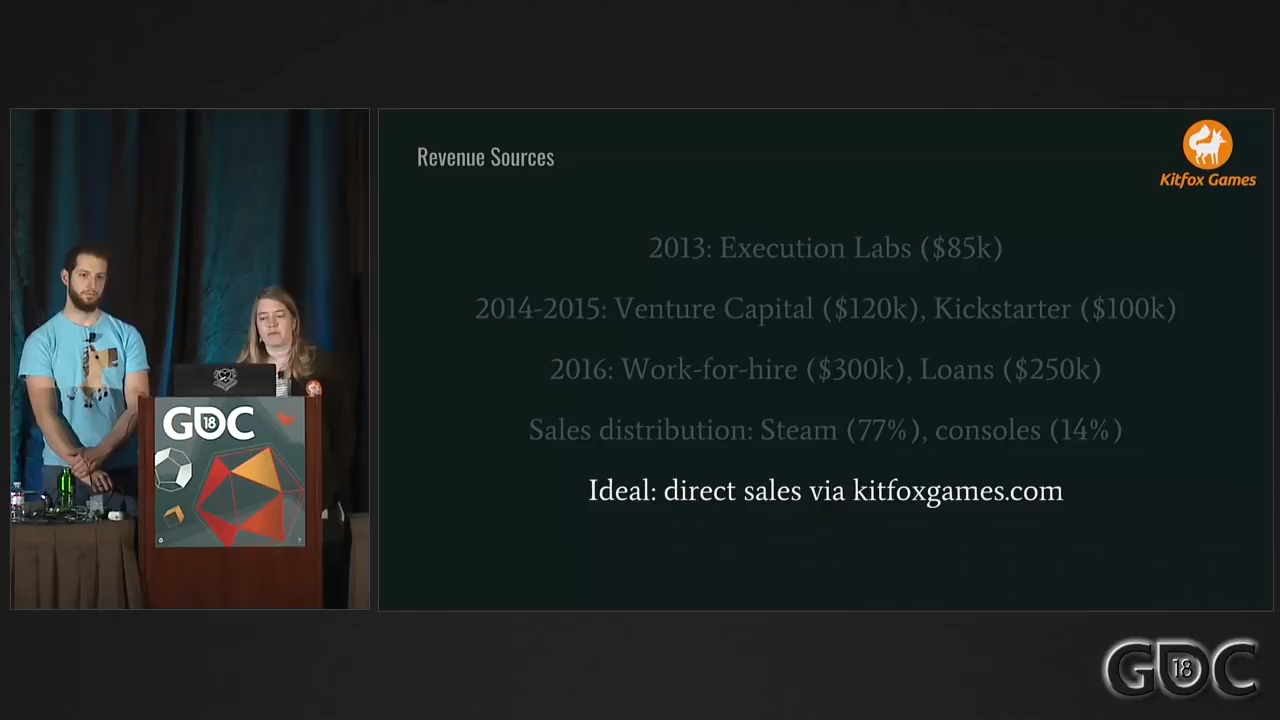 Revenue Sources
Kitfox Games
2013: Execution Labs ($85k)
2014-2015: Venture Capital ($120k), Kickstarter ($100k)
2016: Work-for-hire ($300k), Loans ($250k)
Sales distribution: Steam (77%), consoles (14%)
Ideal: direct sales via kitfoxgames.com
GDC 18
GDC 18